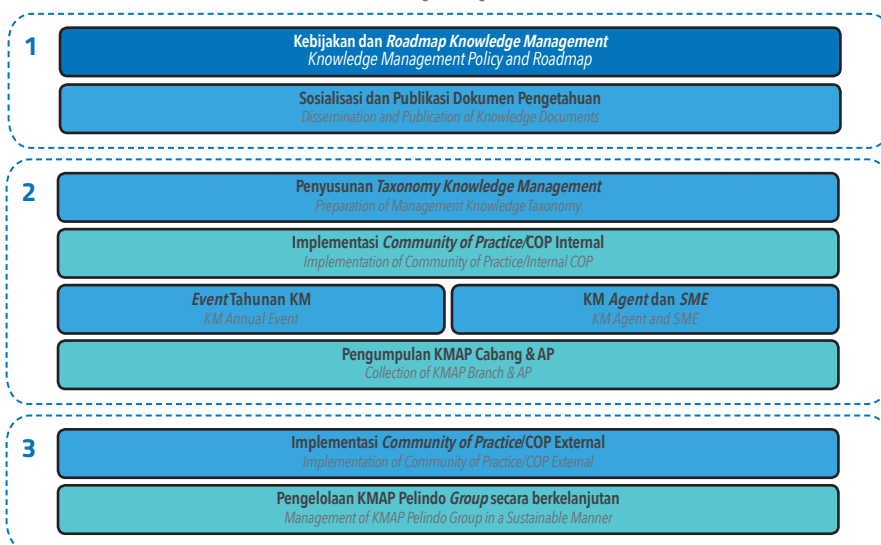 1
Kebijakan dan Roadmap Knowledge Management
Knowledge Management Policy and Roadmap
Sosialisasi dan Publikasi Dokumen Pengetahuan
Dissemination and Publication of Knowledge Documents
2
Penyusunan Taxonomy Knowledge Management
Preparation of Management Knowledge Taxonomy
Implementasi Community of Practice/COP Internal
Implementation of Community of Practice/Internal COP
Event Tahunan KM
KM Annual Event
KM Agent dan SME
KM Agent and SME
Pengumpulan KMAP Cabang & AP
Collection of KMAP Branch & AP
3
Implementasi Community of Practice/COP External
Implementation of Community of Practice/COP External
Pengelolaan KMAP Pelindo Group secara berkelanjutan
Management of KMAP Pelindo Group in a Sustainable Manner